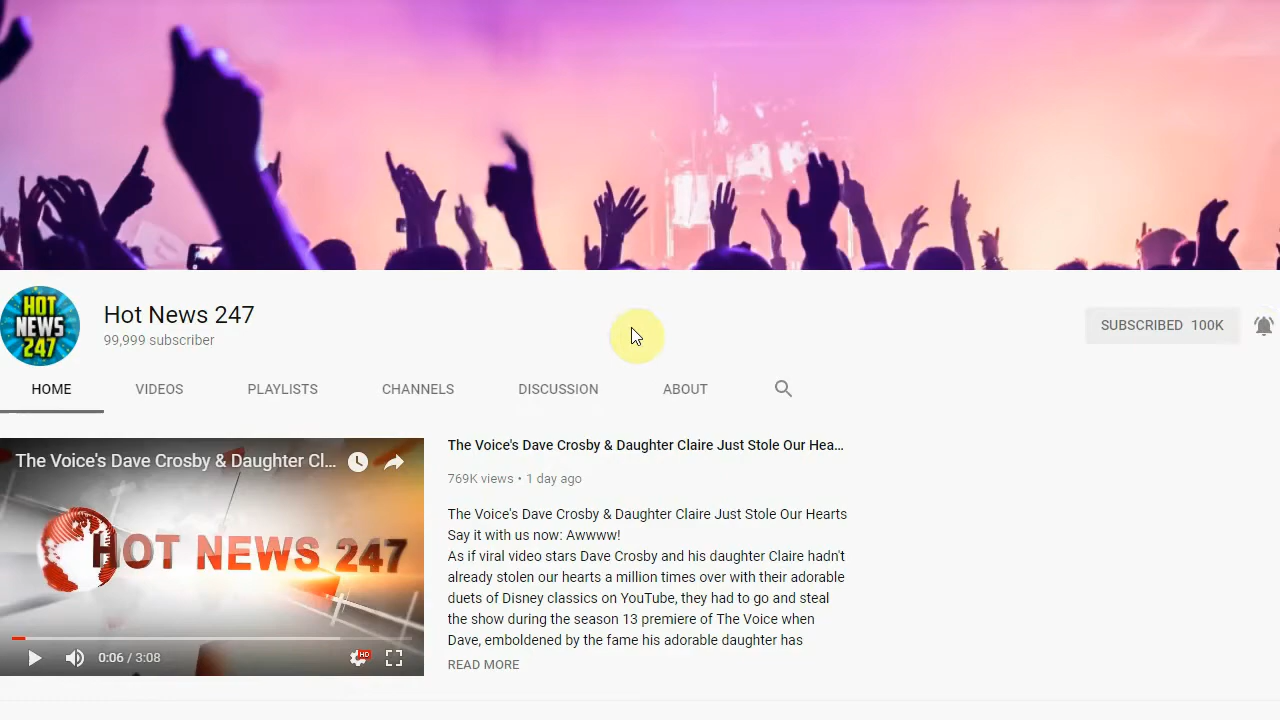 HOT
NEWS
247
Hot News 247
99,999 subscriber
SUBSCRIBED 100K
HOME
VIDEOS
PLAYLISTS
CHANNELS
DISCUSSION
ABOUT
The Voice's Dave Crosby & Daughter Cl...
HOT NEWS 247
0:06 / 3:08
HD
The Voice's Dave Crosby & Daughter Claire Just Stole Our Hea...
769K views • 1 day ago
The Voice's Dave Crosby & Daughter Claire Just Stole Our Hearts
Say it with us now: Awwww!
As if viral video stars Dave Crosby and his daughter Claire hadn't
already stolen our hearts a million times over with their adorable
duets of Disney classics on YouTube, they had to go and steal
the show during the season 13 premiere of The Voice when
Dave, emboldened by the fame his adorable daughter has
READ MORE